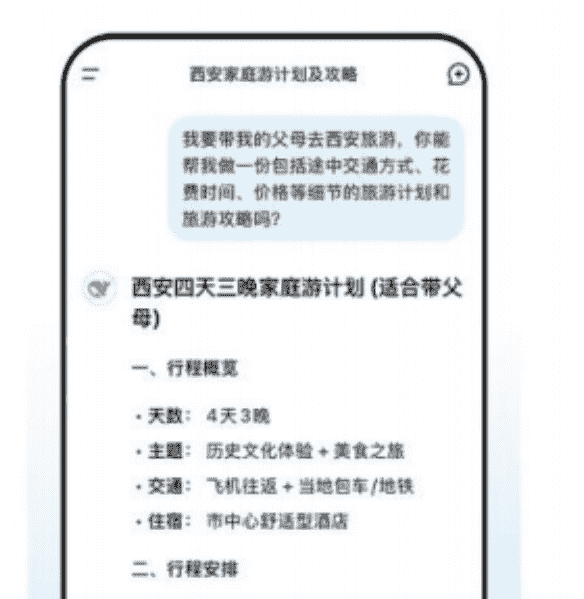 西安家庭游计划及攻略
我要带我的父母去西安旅游，你能
帮我做一份包括途中交通方式、花
费时间、价格等细节的旅游计划和
旅游攻略吗？
西安四天三晚家庭游计划 (适合带父
母)
一、行程概览
• 天数： 4天3晚
• 主题： 历史文化体验 + 美食之旅
• 交通： 飞机往返 + 当地包车/地铁
• 住宿： 市中心舒适型酒店
二、行程安排